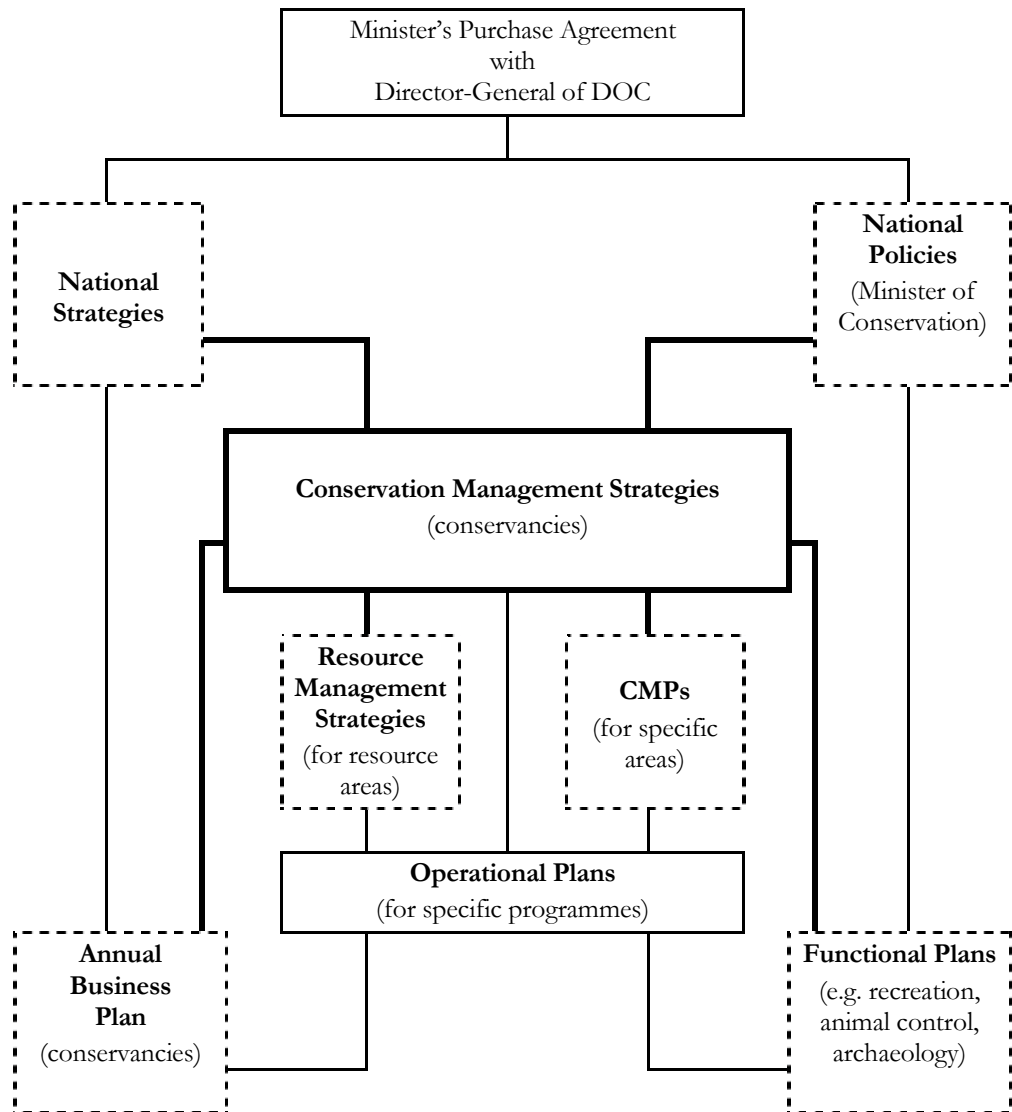 Minister’s Purchase Agreement
with
Director-General of DOC
National
Strategies
National
Policies
(Minister of
Conservation)
Conservation Management Strategies
(conservancies)
Resource
Management
Strategies
(for resource
areas)
CMPs
(for specific
areas)
Operational Plans
(for specific programmes)
Annual
Business
Plan
(conservancies)
Functional Plans
(e.g. recreation,
animal control,
archaeology)